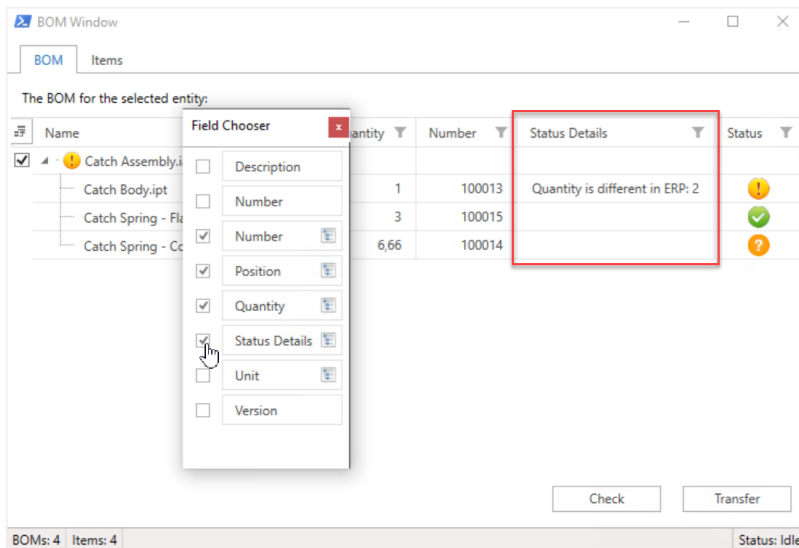 BOM Window
BOM Items
The BOM for the selected entity:
Name antity Number Status Details Status
Catch Assembly.i
Catch Body.ipt 1 100013 Quantity is different in ERP: 2
Catch Spring - Fla 3 100015
Catch Spring - Co 6,66 100014
Field Chooser
Description
Number
Number
Position
Quantity
Status Details
Unit
Version
Check Transfer
BOMs: 4 Items: 4 Status: Idle